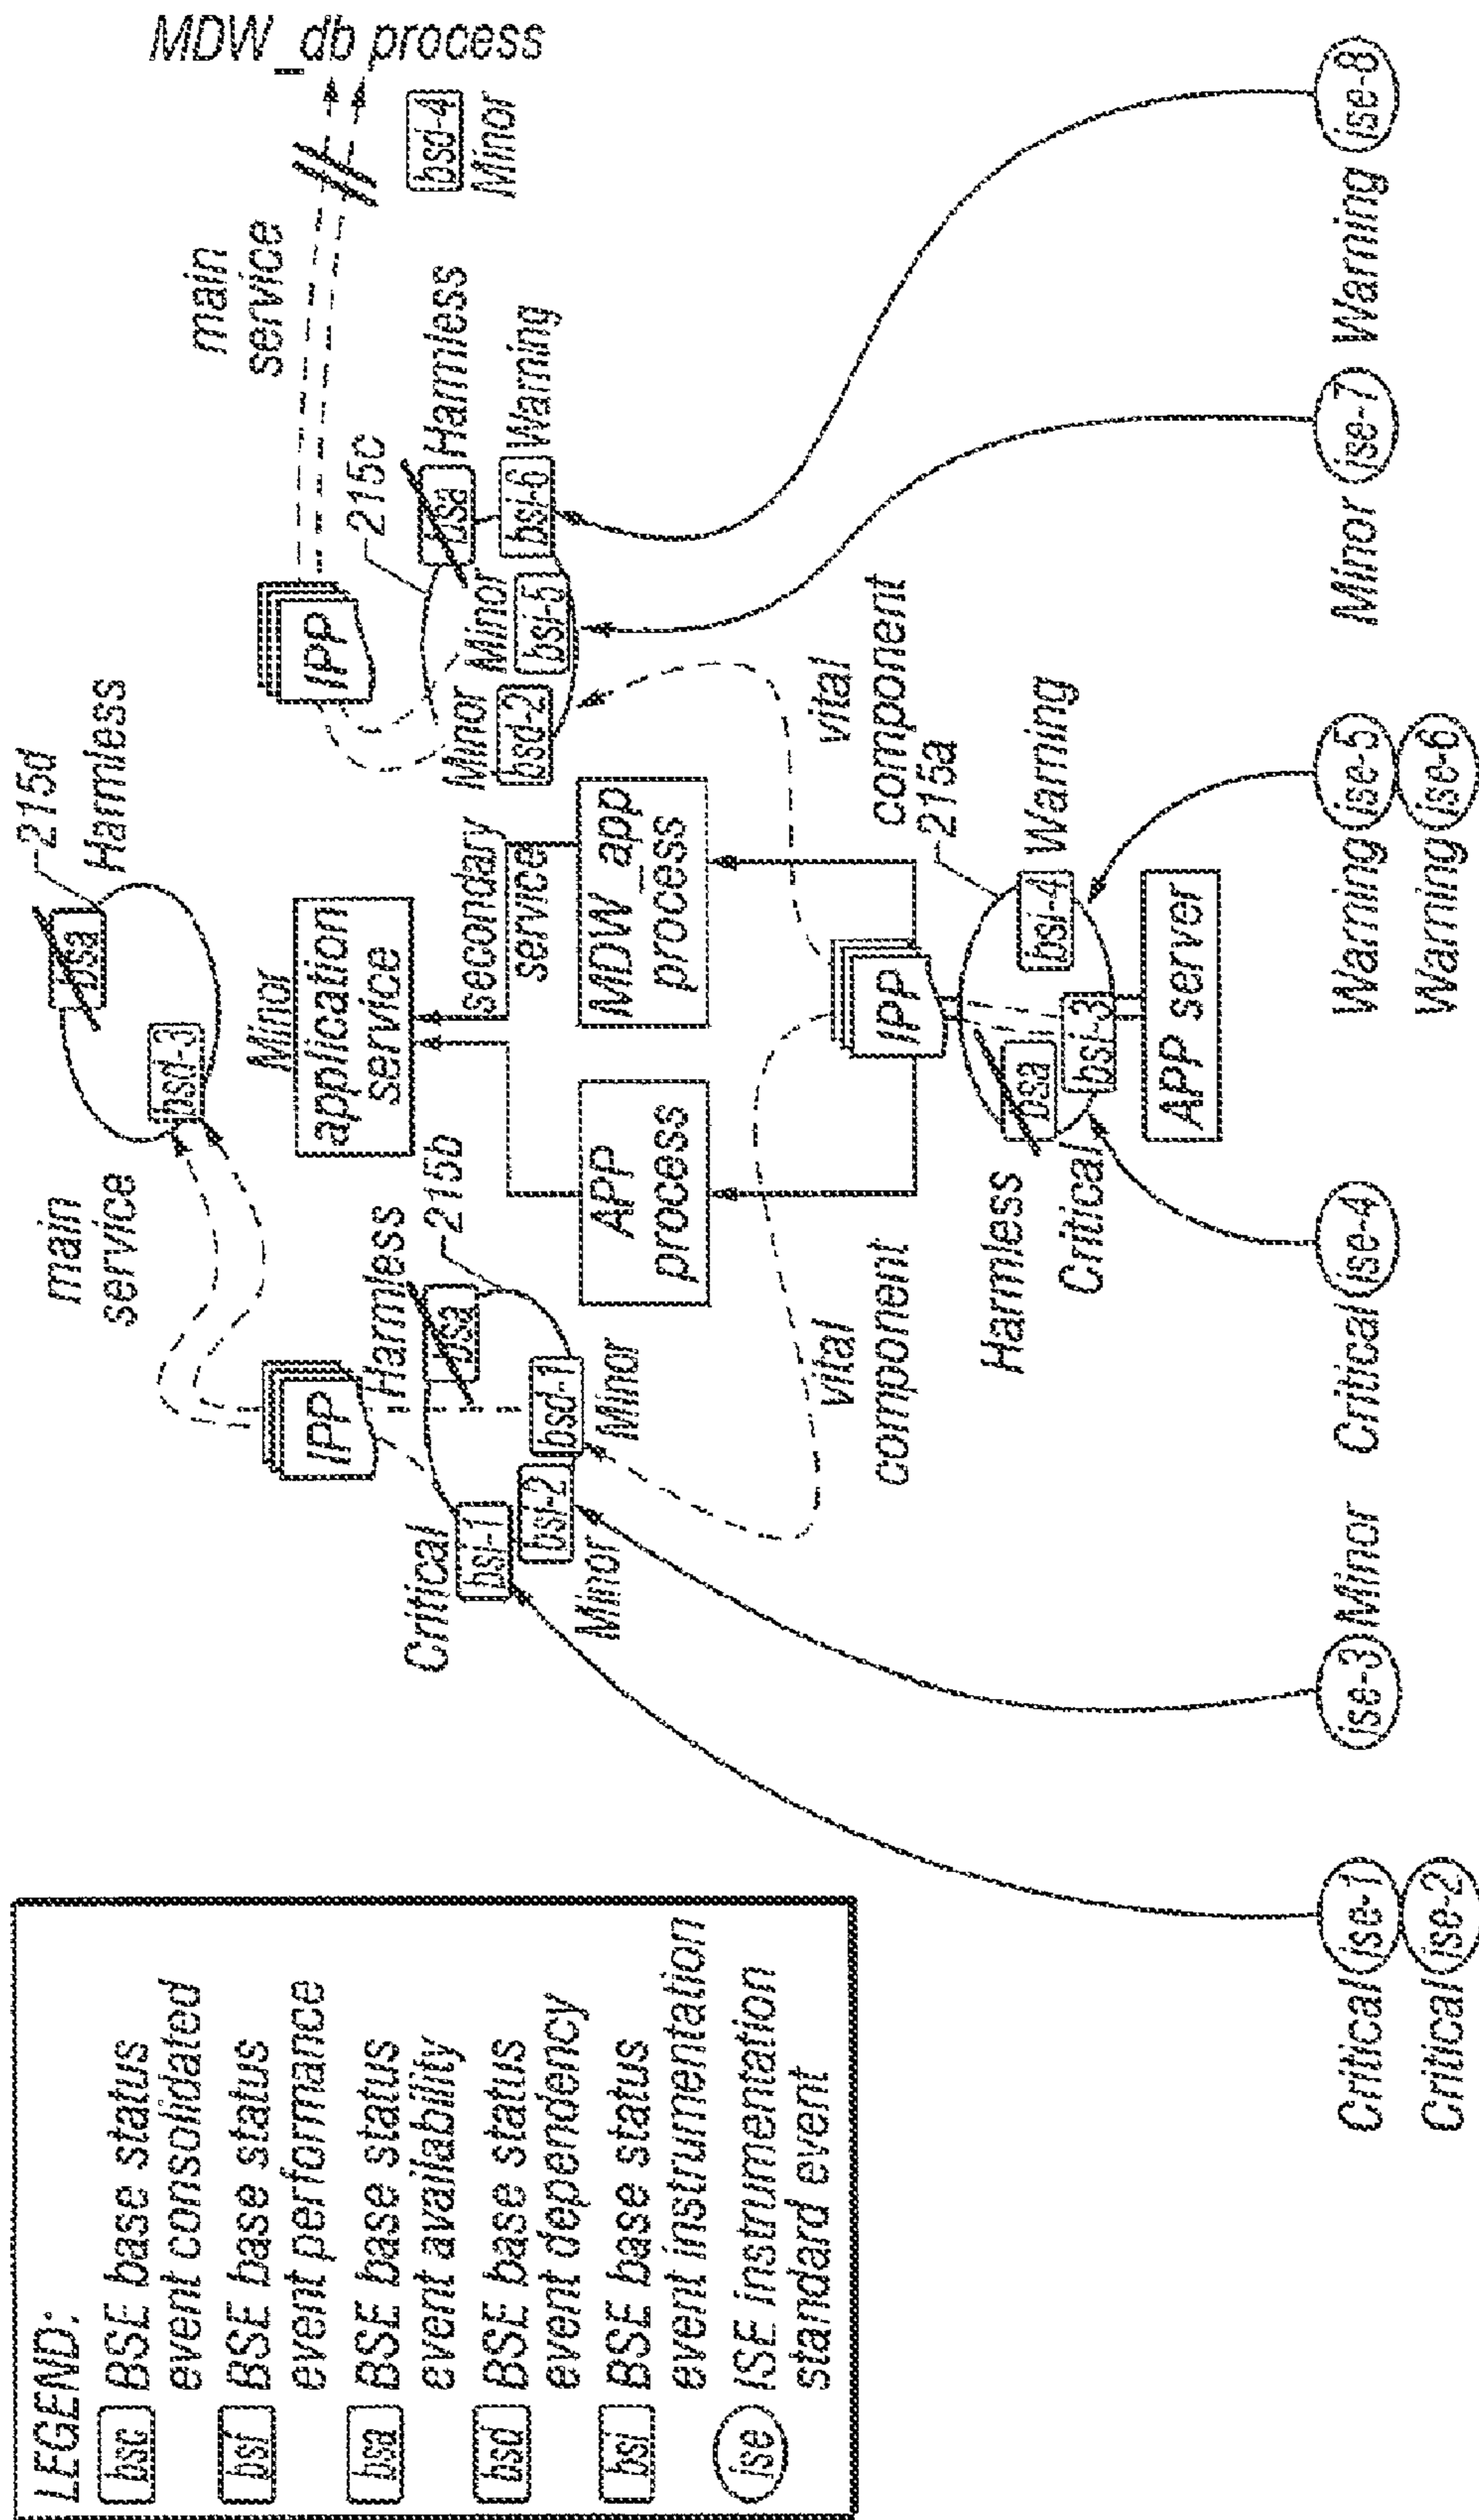 LEGEND:
bsc BSE base status
event consolidated
bsf BSE base status
event performance
bsa BSE base status
event availability
bsd BSE base status
event dependency
bsi BSE base status
event instrumentation
ise ISE instrumentation
standard event
main
service
215d
bsa
Harmless
bsd-3
Minor
application
service
IPP
Harmless
bsa
215b
Critical
bsi-1
bsi-2
Minor
bsd-1
Minor
APP
process
secondary
service
MDW_app
process
IPP
main
service
MDW_db process
bsd-4
Minor
215c
bsa
Harmless
Minor
bsd-2
Minor
bsi-5
bsi-6
Warning
vital
component
vital
component
IPP
215a
Harmless
bsa
Critical
bsi-3
bsi-4
Warning
APP server
Critical ise-1
Critical ise-2
ise-3 Minor
Critical ise-4
Warning ise-5
Warning ise-6
Minor ise-7
Warning ise-8